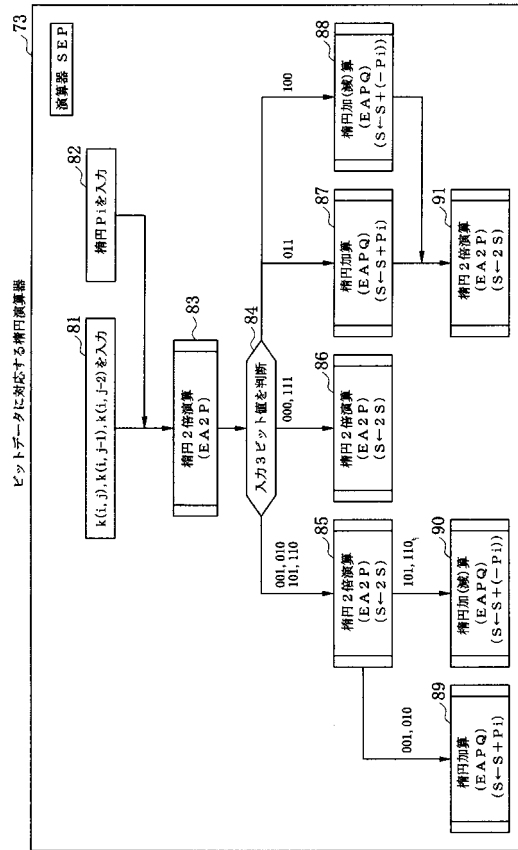 ビットデータに対応する楕円演算器
73
演算器 SEP
81
k(i,j),k(i,j-1),k(i,j-2)を入力
82
楕円Piを入力
83
楕円2倍演算
(EA2P)
84
入力3ビット値を判断
001,010
101,110
000,111
011
100
85
楕円2倍演算
(EA2P)
(S←2S)
86
楕円2倍演算
(EA2P)
(S←2S)
87
楕円加算
(EAPQ)
(S←S+Pi)
88
楕円加(減)算
(EAPQ)
(S←S+(-Pi))
001,010
101,110
89
楕円加算
(EAPQ)
(S←S+Pi)
90
楕円加(減)算
(EAPQ)
(S←S+(-Pi))
91
楕円2倍演算
(EA2P)
(S←2S)